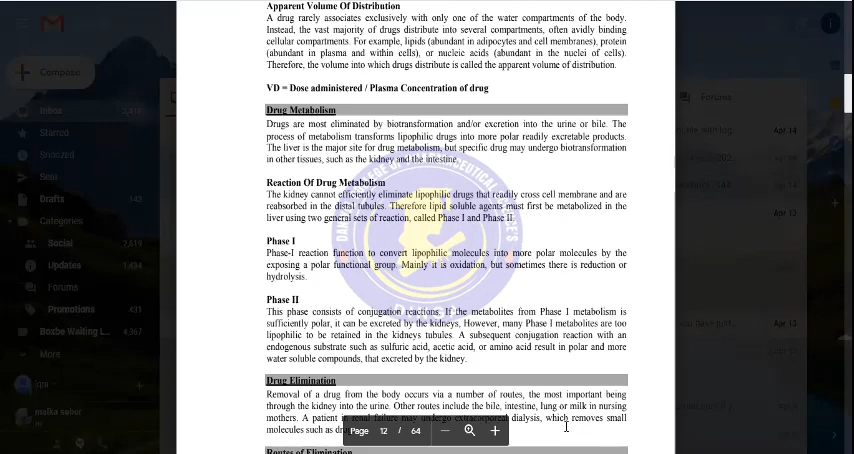 Apparent Volume Of Distribution
A drug rarely associates exclusively with only one of the water compartments of the body.
Instead, the vast majority of drugs distribute into several compartments, often avidly binding
cellular compartments. For example, lipids (abundant in adipocytes and cell membranes), protein
(abundant in plasma and within cells), or nucleic acids (abundant in the nuclei of cells).
Therefore, the volume into which drugs distribute is called the apparent volume of distribution.
VD = Dose administered / Plasma Concentration of drug
Drug Metabolism
Drugs are most eliminated by biotransformation and/or excretion into the urine or bile. The
process of metabolism transforms lipophilic drugs into more polar readily excretable products.
The liver is the major site for drug metabolism, but specific drug may undergo biotransformation
in other tissues, such as the kidney and the intestine.
Reaction Of Drug Metabolism
The kidney cannot efficiently eliminate lipophilic drugs that readily cross cell membrane and are
reabsorbed in the distal tubules. Therefore lipid soluble agents must first be metabolized in the
liver using two general sets of reaction, called Phase I and Phase II.
Phase I
Phase-I reaction function to convert lipophilic molecules into more polar molecules by the
exposing a polar functional group. Mainly it is oxidation, but sometimes there is reduction or
hydrolysis.
Phase II
This phase consists of conjugation reactions. If the metabolites from Phase I metabolism is
sufficiently polar, it can be excreted by the kidneys, However, many Phase I metabolites are too
lipophilic to be retained in the kidneys tubules. A subsequent conjugation reaction with an
endogenous substrate such as sulfuric acid, acetic acid, or amino acid result in polar and more
water soluble compounds, that excreted by the kidney.
Drug Elimination
Removal of a drug from the body occurs via a number of routes, the most important being
through the kidney into the urine. Other routes include the bile, intestine, lung or milk in nursing
mothers. A patient in renal failure may undergo extracorporeal dialysis, which removes small
molecules such as
Routes of Elimination
Page 12 / 64
Gmail
Compose
Inbox
Starred
Snoozed
Sent
Drafts 143
Categories
Social 7,619
Updates 1,434
Forums
Promotions 431
Boxbe Waiting L... 4,367
More
Forums
Apr 14
Apr 13
Apr 13